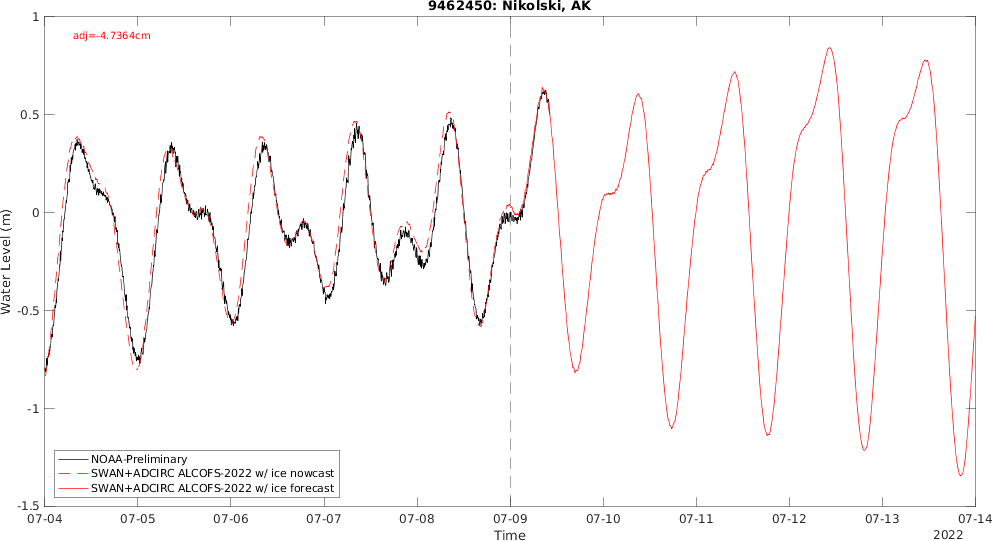 9462450: Nikolski, AK
adj=-4.7364cm
Water Level (m)
1
0.5
0
-0.5
-1
-1.5
NOAA-Preliminary
SWAN+ADCIRC ALCOFS-2022 w/ ice nowcast
SWAN+ADCIRC ALCOFS-2022 w/ ice forecast
07-04 07-05 07-06 07-07 07-08 07-09 07-10 07-11 07-12 07-13 07-14
Time
2022